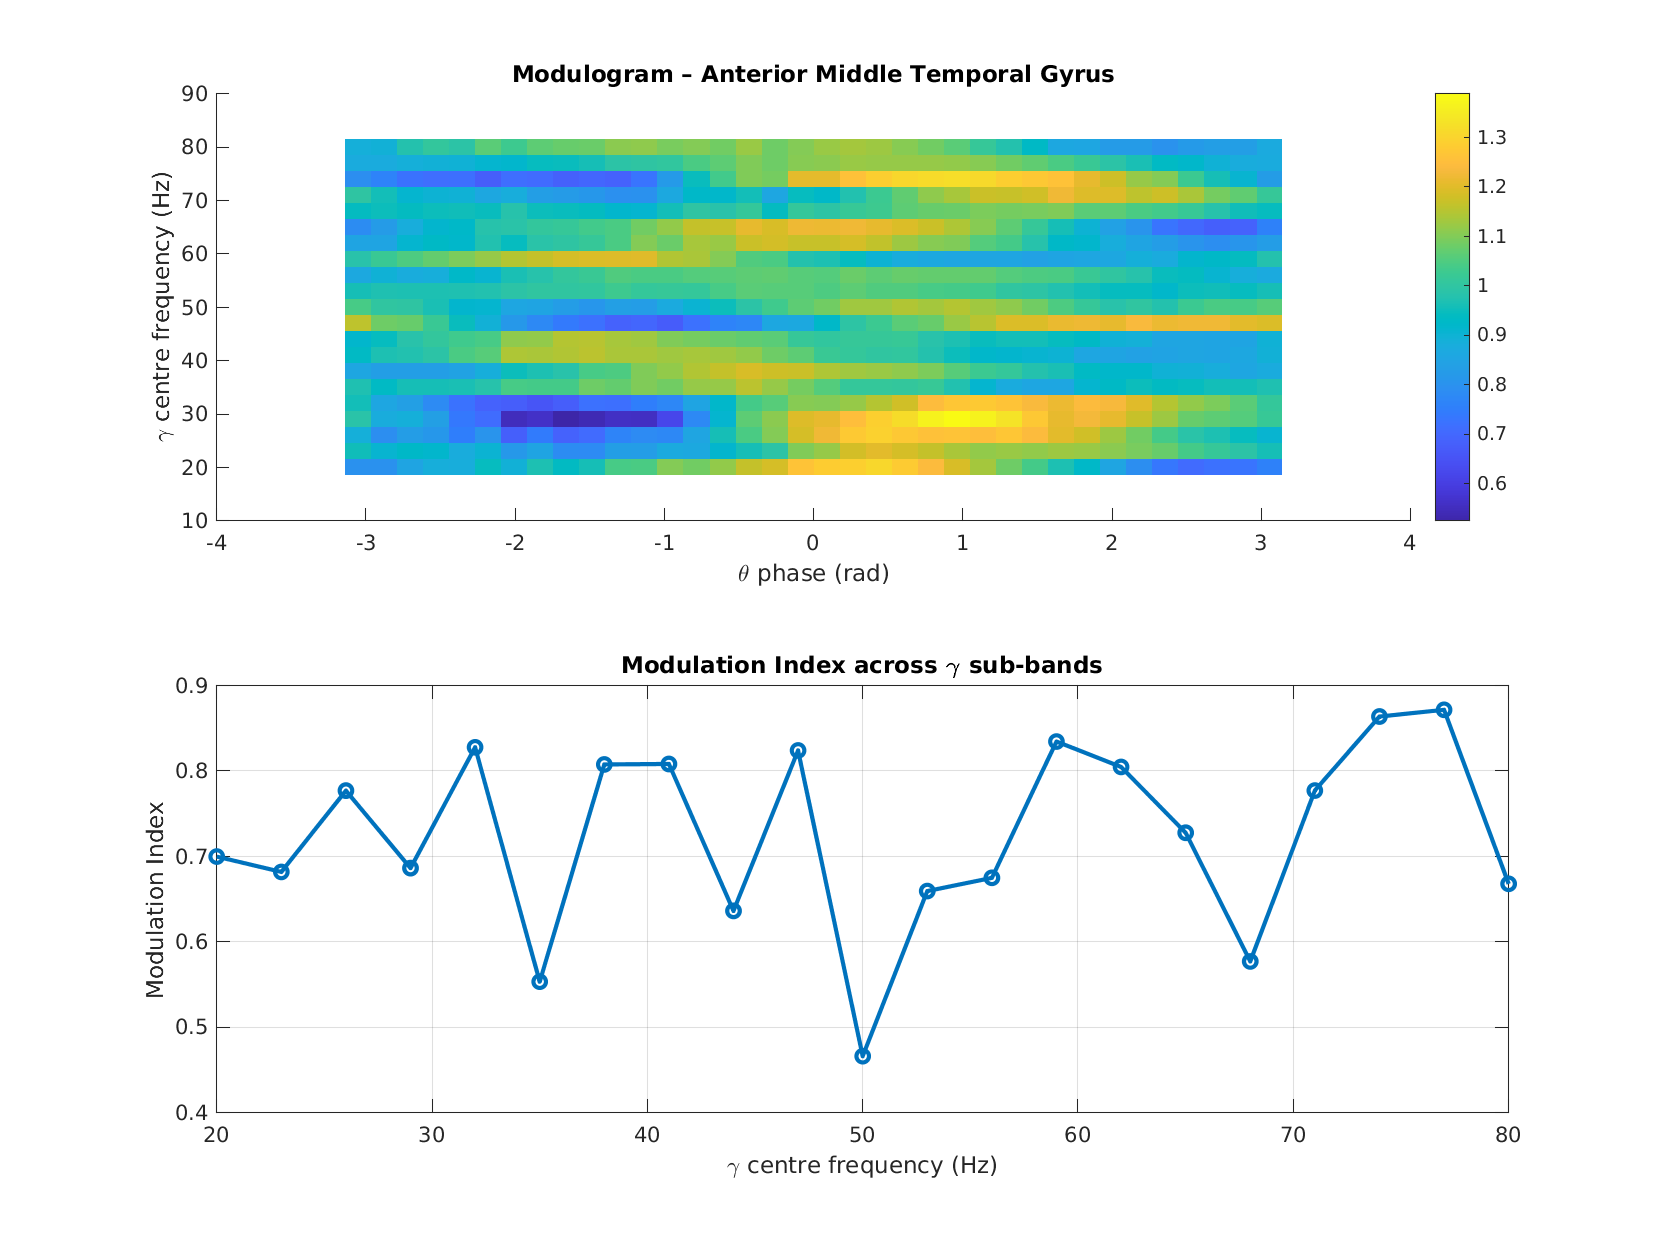 Modulogram – Anterior Middle Temporal Gyrus
90
80
70
60
50
40
30
20
10
γ centre frequency (Hz)
-4 -3 -2 -1 0 1 2 3 4
θ phase (rad)
1.3
1.2
1.1
1
0.9
0.8
0.7
0.6
Modulation Index across γ sub-bands
0.9
0.8
0.7
0.6
0.5
0.4
Modulation Index
20 30 40 50 60 70 80
γ centre frequency (Hz)